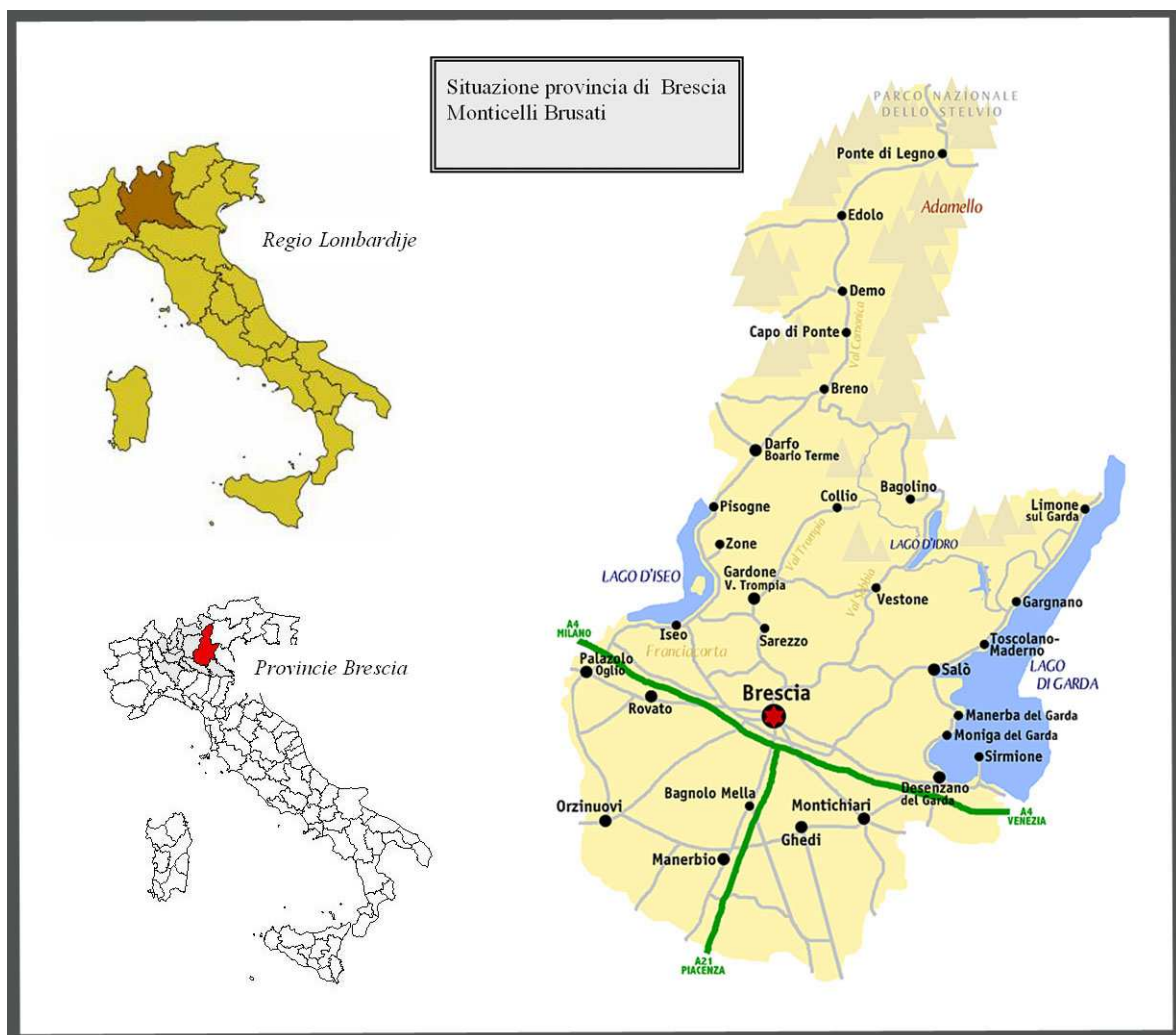 Situazione provincia di Brescia
Monticelli Brusati
Regio Lombardije
Provincie Brescia
PARCO NAZIONALE
DELLO STELVIO
Ponte di Legno
Adamello
Edolo
Demo
Capo di Ponte
Val Camonica
Breno
Darfo
Boario Terme
Pisogne
Collio
Bagolino
Limone
sul Garda
Zone
Val Trompia
LAGO D'IDRO
LAGO D'ISEO
Gardone
V. Trompia
Val Sabbia
Vestone
Gargnano
A4
MILANO
Iseo
Franciacorta
Sarezzo
Toscolano-
Maderno
Palazolo
Oglio
Salò
LAGO
DI GARDA
Rovato
Brescia
Manerba del Garda
Moniga del Garda
Sirmione
Desenzano
del Garda
Bagnolo Mella
Montichiari
Orzinuovi
Ghedi
A4
VENEZIA
Manerbio
A21
PIACENZA